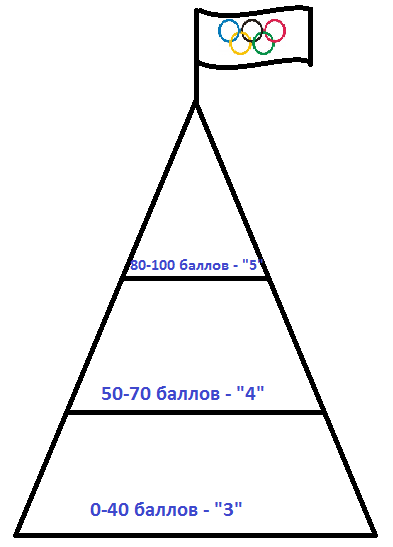 80-100 баллов - "5"
50-70 баллов - "4"
0-40 баллов - "3"